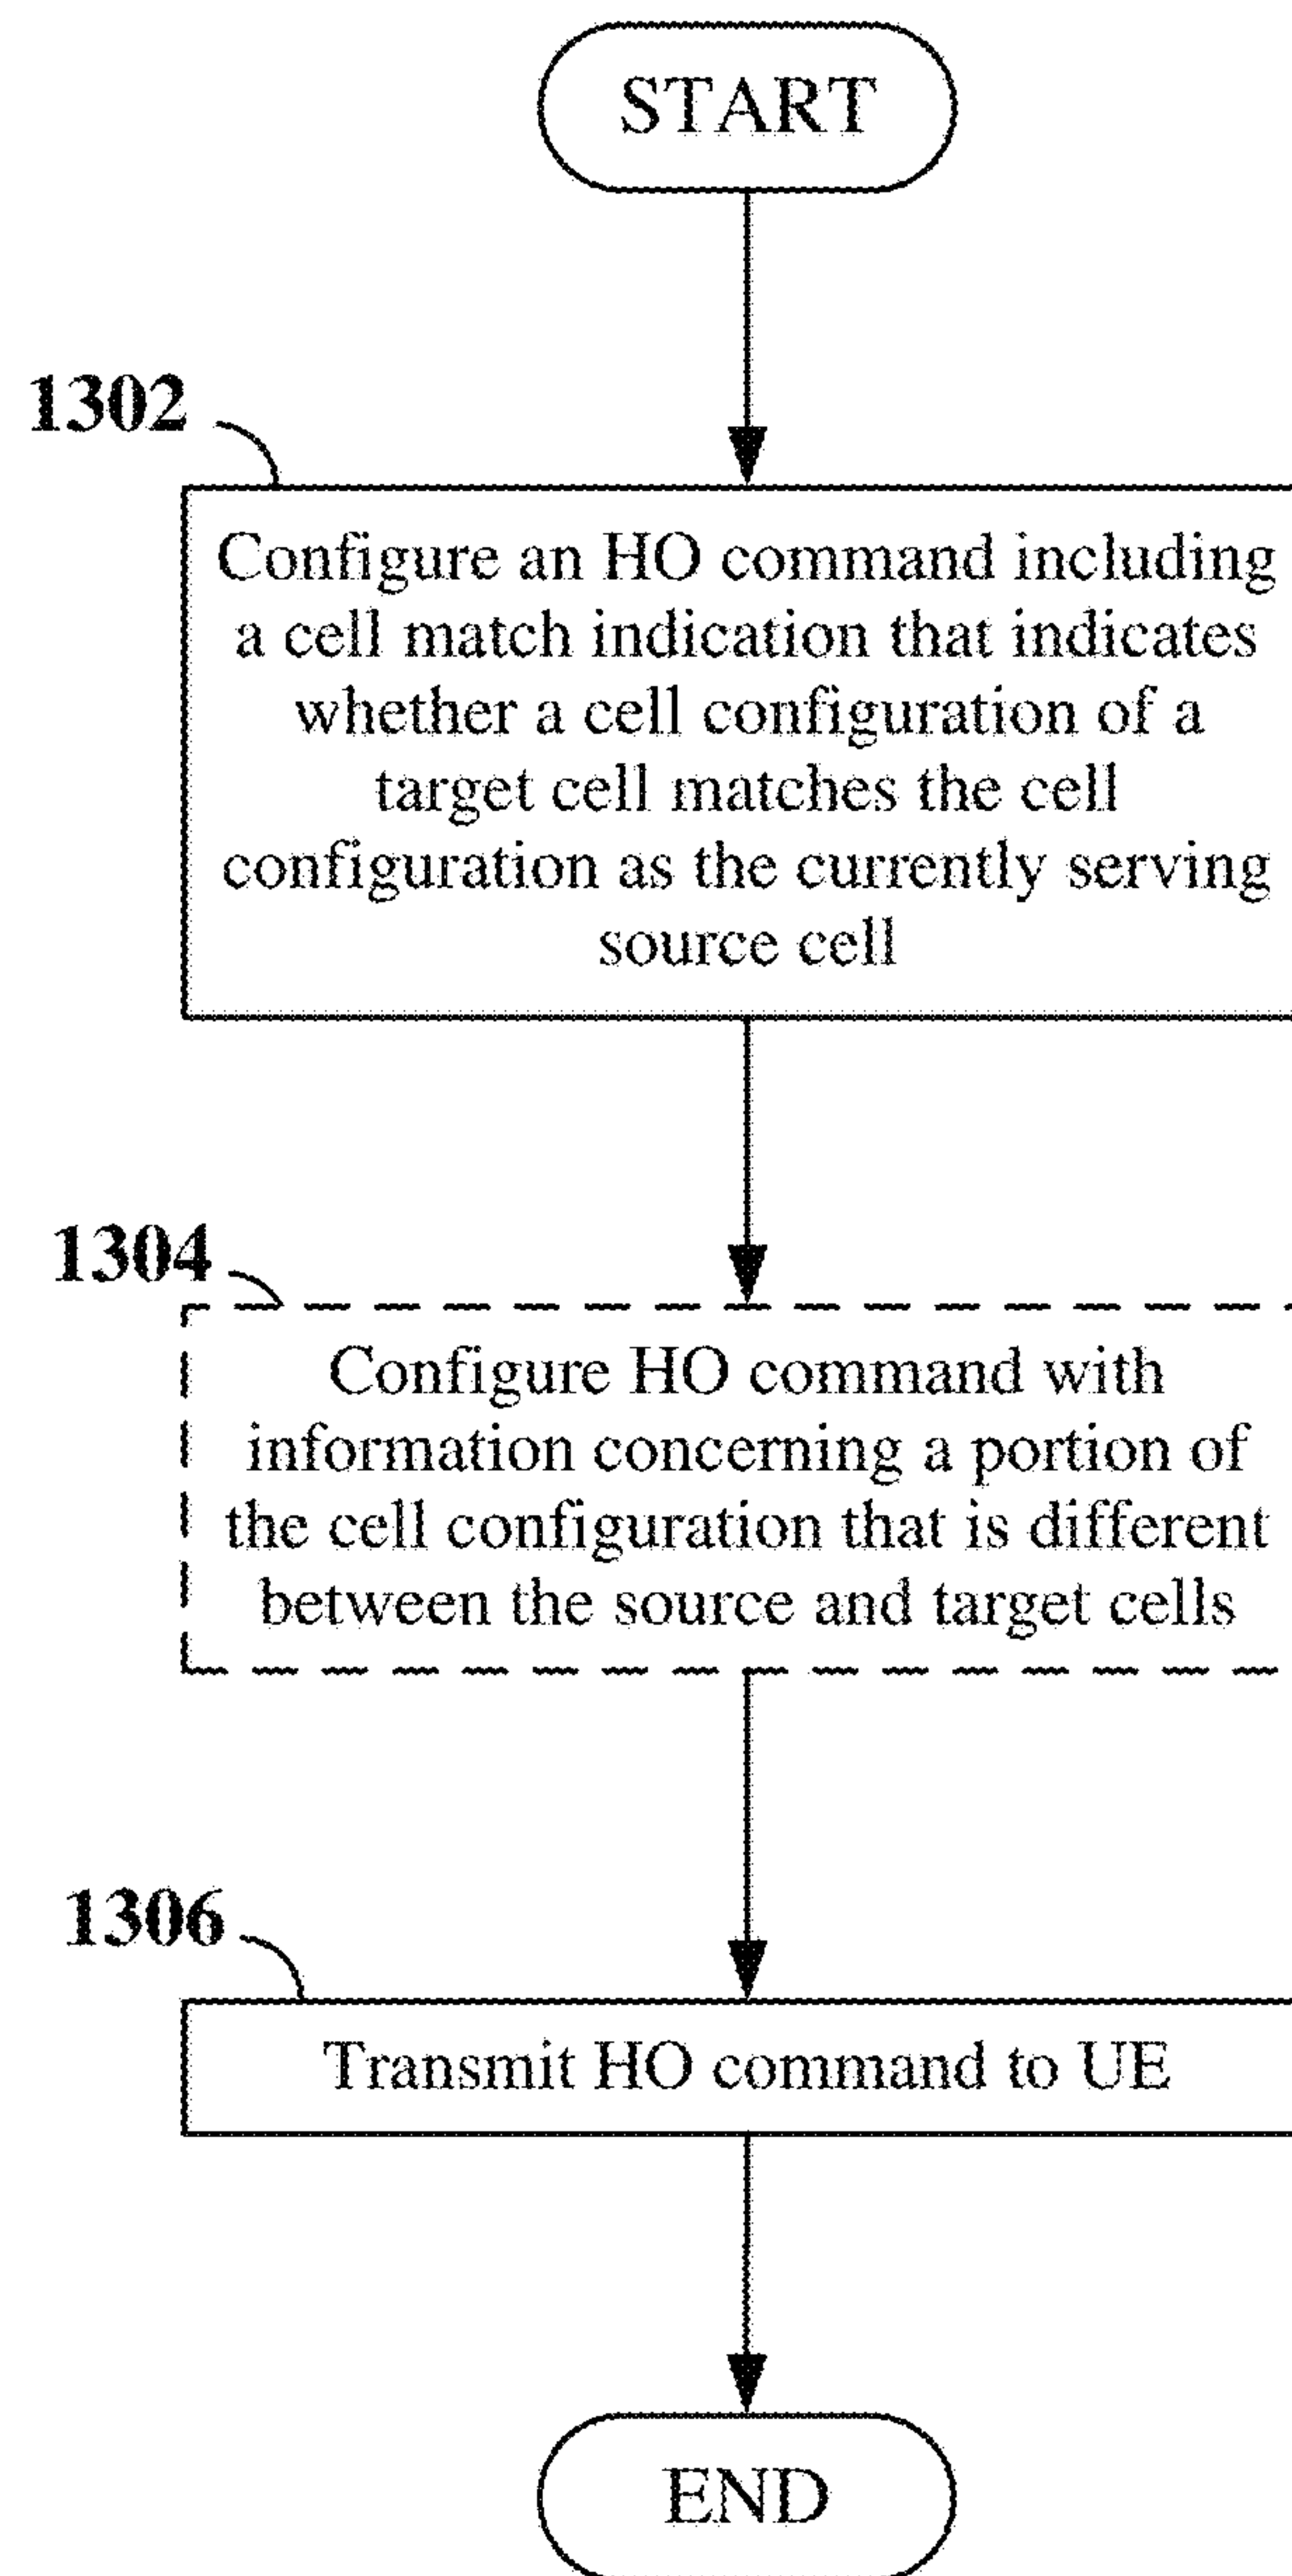 START
1302
Configure an HO command including
a cell match indication that indicates
whether a cell configuration of a
target cell matches the cell
configuration as the currently serving
source cell
1304
Configure HO command with
information concerning a portion of
the cell configuration that is different
between the source and target cells
1306
Transmit HO command to UE
END